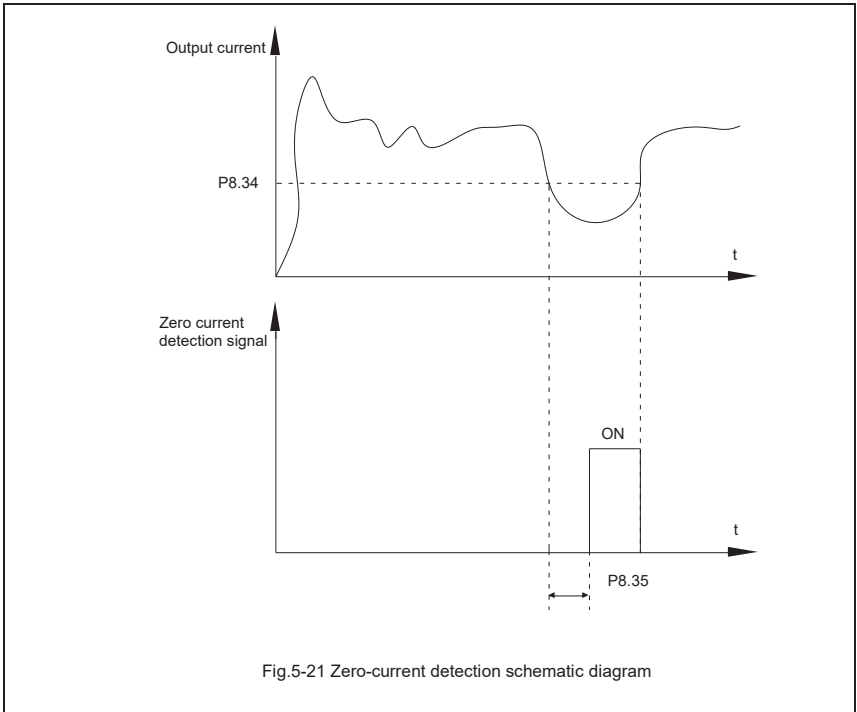 Output current
P8.34
t
Zero current
detection signal
ON
t
P8.35
Fig.5-21 Zero-current detection schematic diagram